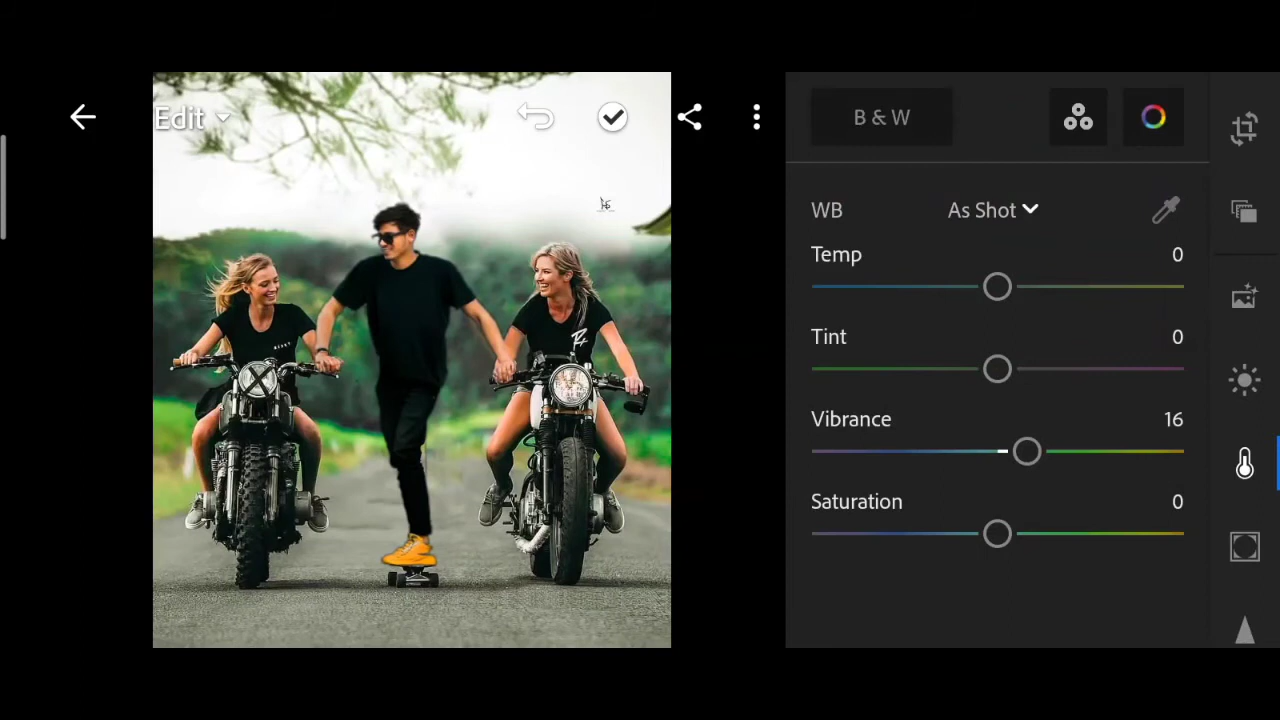 Edit
B & W
WB
As Shot
Temp
0
Tint
0
Vibrance
16
Saturation
0